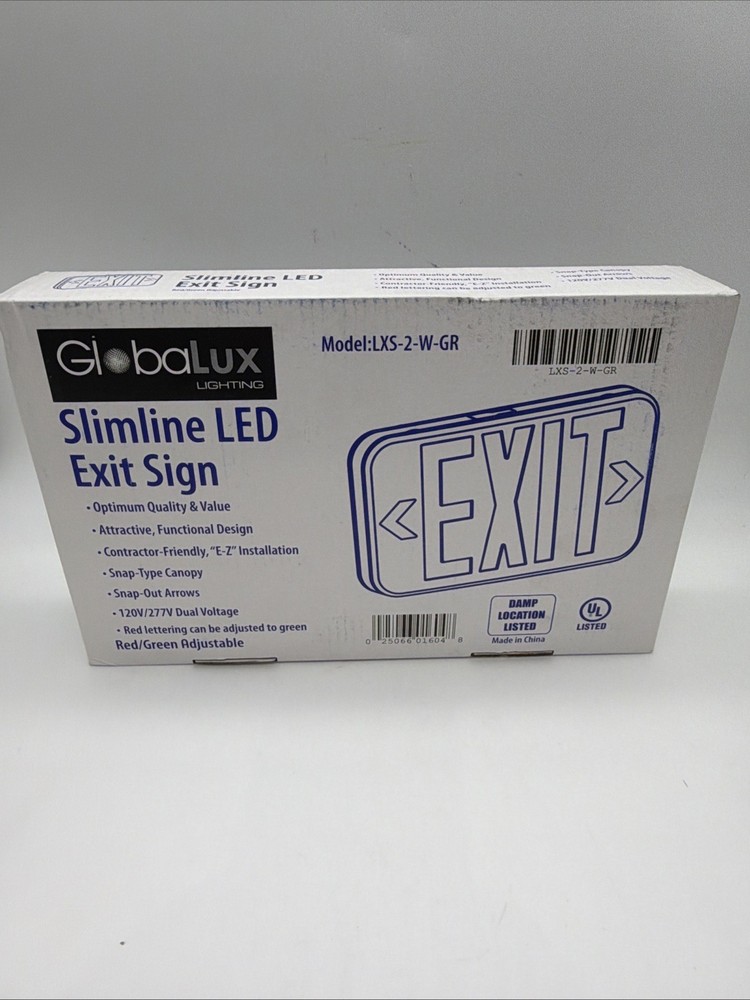 EXIT
Slimline LED
Exit Sign
Red/Green Adjustable
• Optimum Quality & Value
• Attractive, Functional Design
• Contractor-Friendly, "E-Z" Installation
• Red lettering can be adjusted to green
• Snap-Type Canopy
• Snap-Out Arrows
• 120V/277V Dual Voltage
GlobaLux
LIGHTING
Model:LXS-2-W-GR
LXS-2-W-GR
Slimline LED
Exit Sign
• Optimum Quality & Value
• Attractive, Functional Design
• Contractor-Friendly, "E-Z" Installation
• Snap-Type Canopy
• Snap-Out Arrows
• 120V/277V Dual Voltage
• Red lettering can be adjusted to green
Red/Green Adjustable
< EXIT >
0 25066 01604 8
DAMP
LOCATION
LISTED
Made in China
UL
LISTED